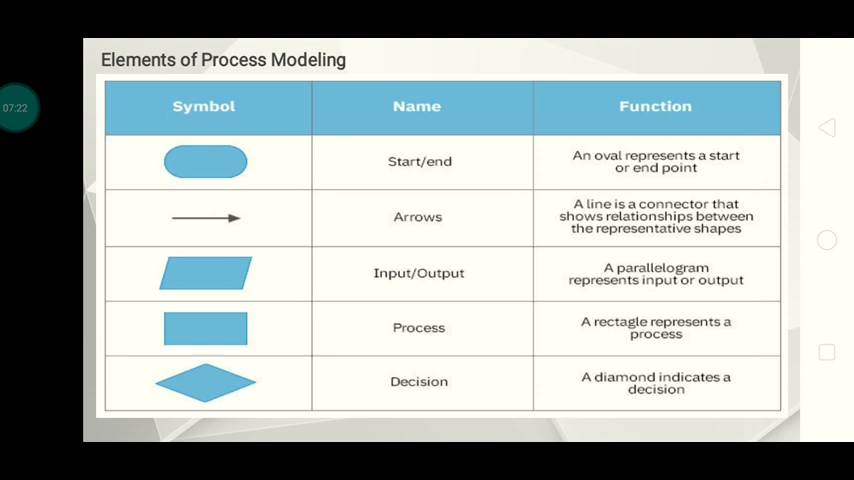 Elements of Process Modeling
07:22
Symbol Name Function
Start/end
An oval represents a start
or end point
Arrows
A line is a connector that
shows relationships between
the representative shapes
Input/Output
A parallelogram
represents input or output
Process
A rectagle represents a
process
Decision
A diamond indicates a
decision